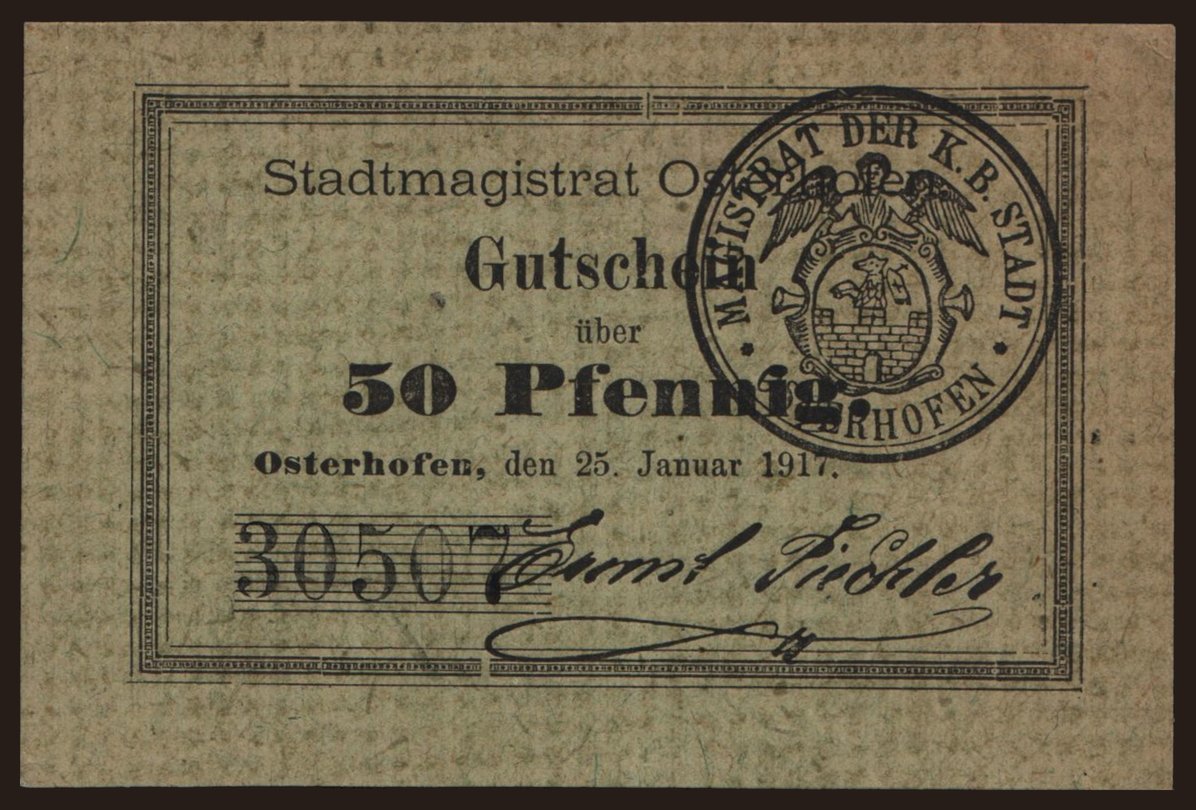 Stadtmagistrat Osterhofen
Gutschein
über
50 Pfennig.
Osterhofen, den 25. Januar 1917.
30507
MAGISTRAT DER K. B. STADT
OSTERHOFEN